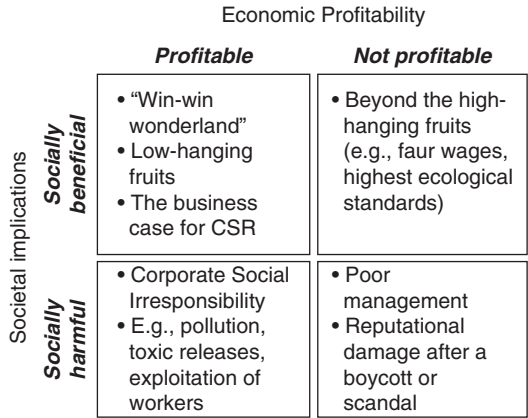 Economic Profitability
Profitable
Not profitable
Societal implications
Socially
beneficial
• “Win-win
wonderland”
• Low-hanging
fruits
• The business
case for CSR
• Beyond the high-
hanging fruits
(e.g., faur wages,
highest ecological
standards)
Socially
harmful
• Corporate Social
Irresponsibility
• E.g., pollution,
toxic releases,
exploitation of
workers
• Poor
management
• Reputational
damage after a
boycott or
scandal